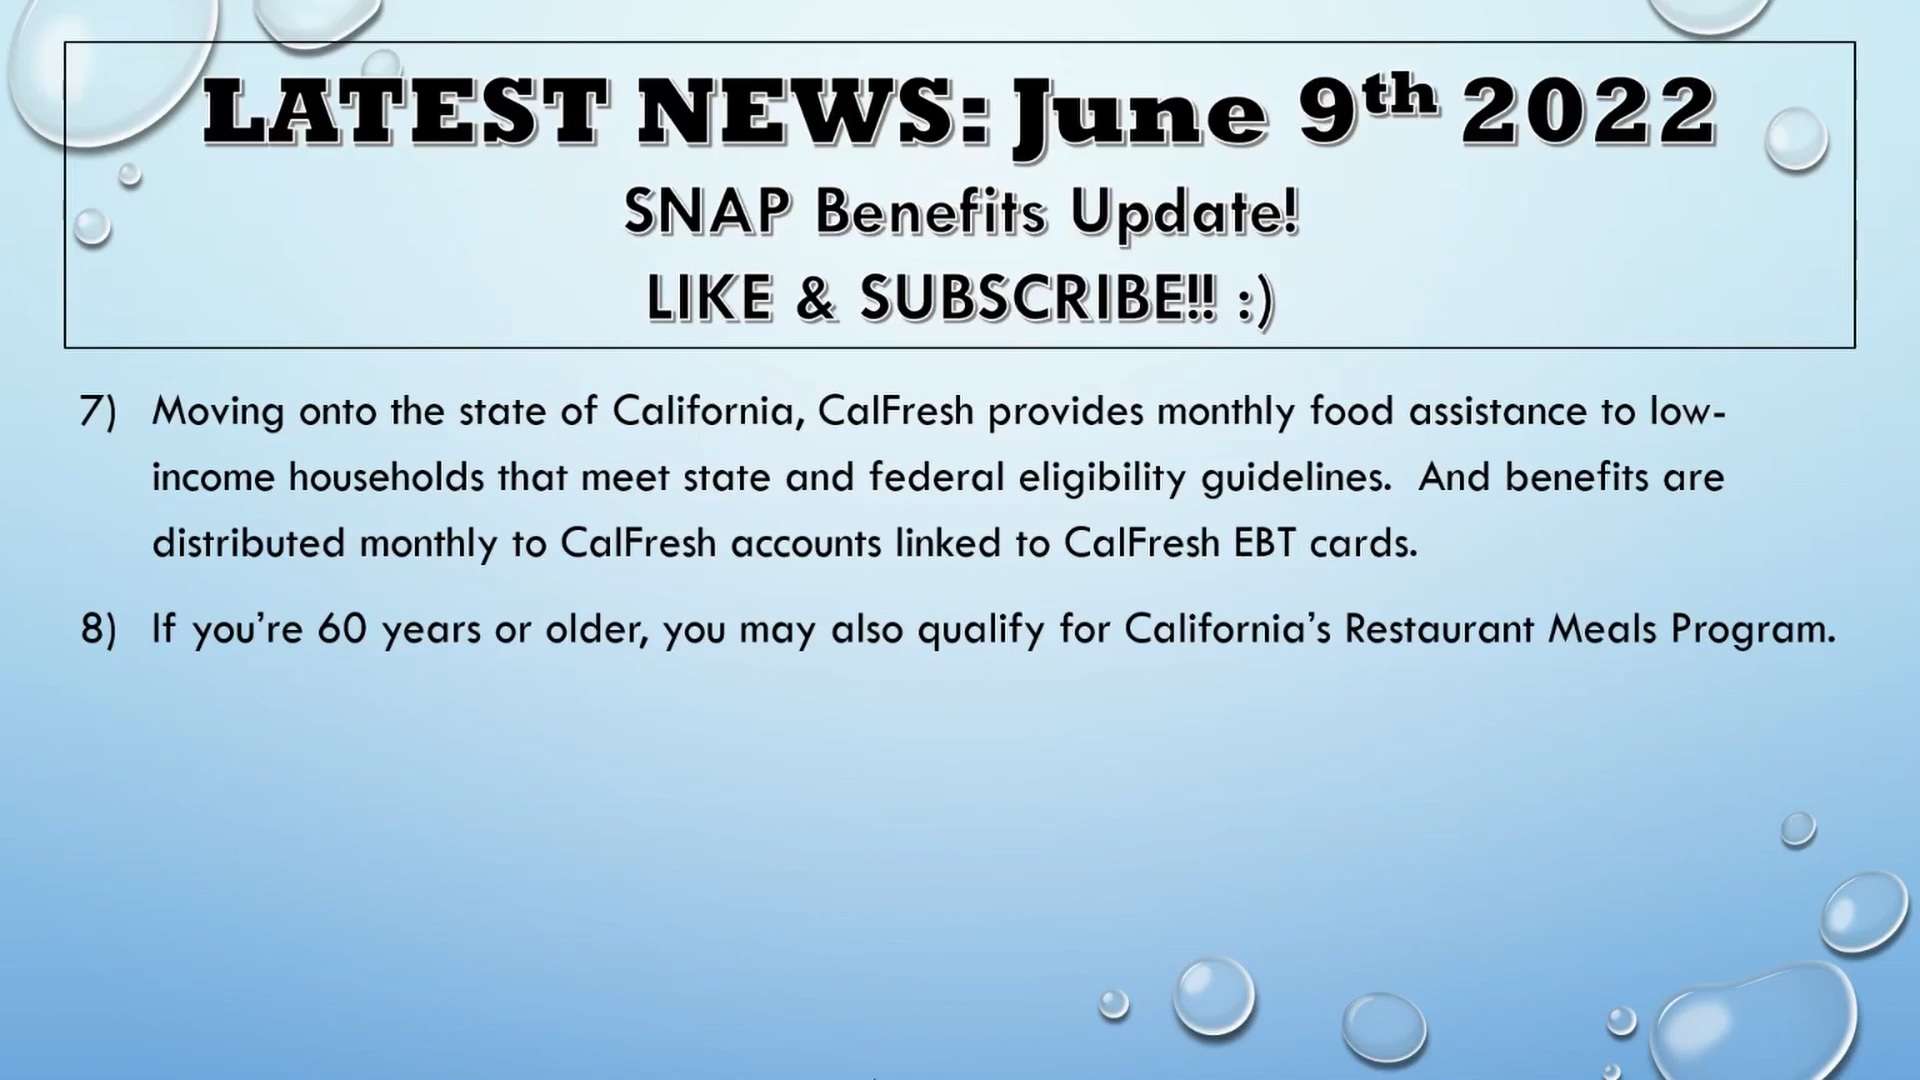 LATEST NEWS: June 9th 2022
SNAP Benefits Update!
LIKE & SUBSCRIBE!! :)
7) Moving onto the state of California, CalFresh provides monthly food assistance to low-
income households that meet state and federal eligibility guidelines.  And benefits are
distributed monthly to CalFresh accounts linked to CalFresh EBT cards.
8) If you’re 60 years or older, you may also qualify for California’s Restaurant Meals Program.